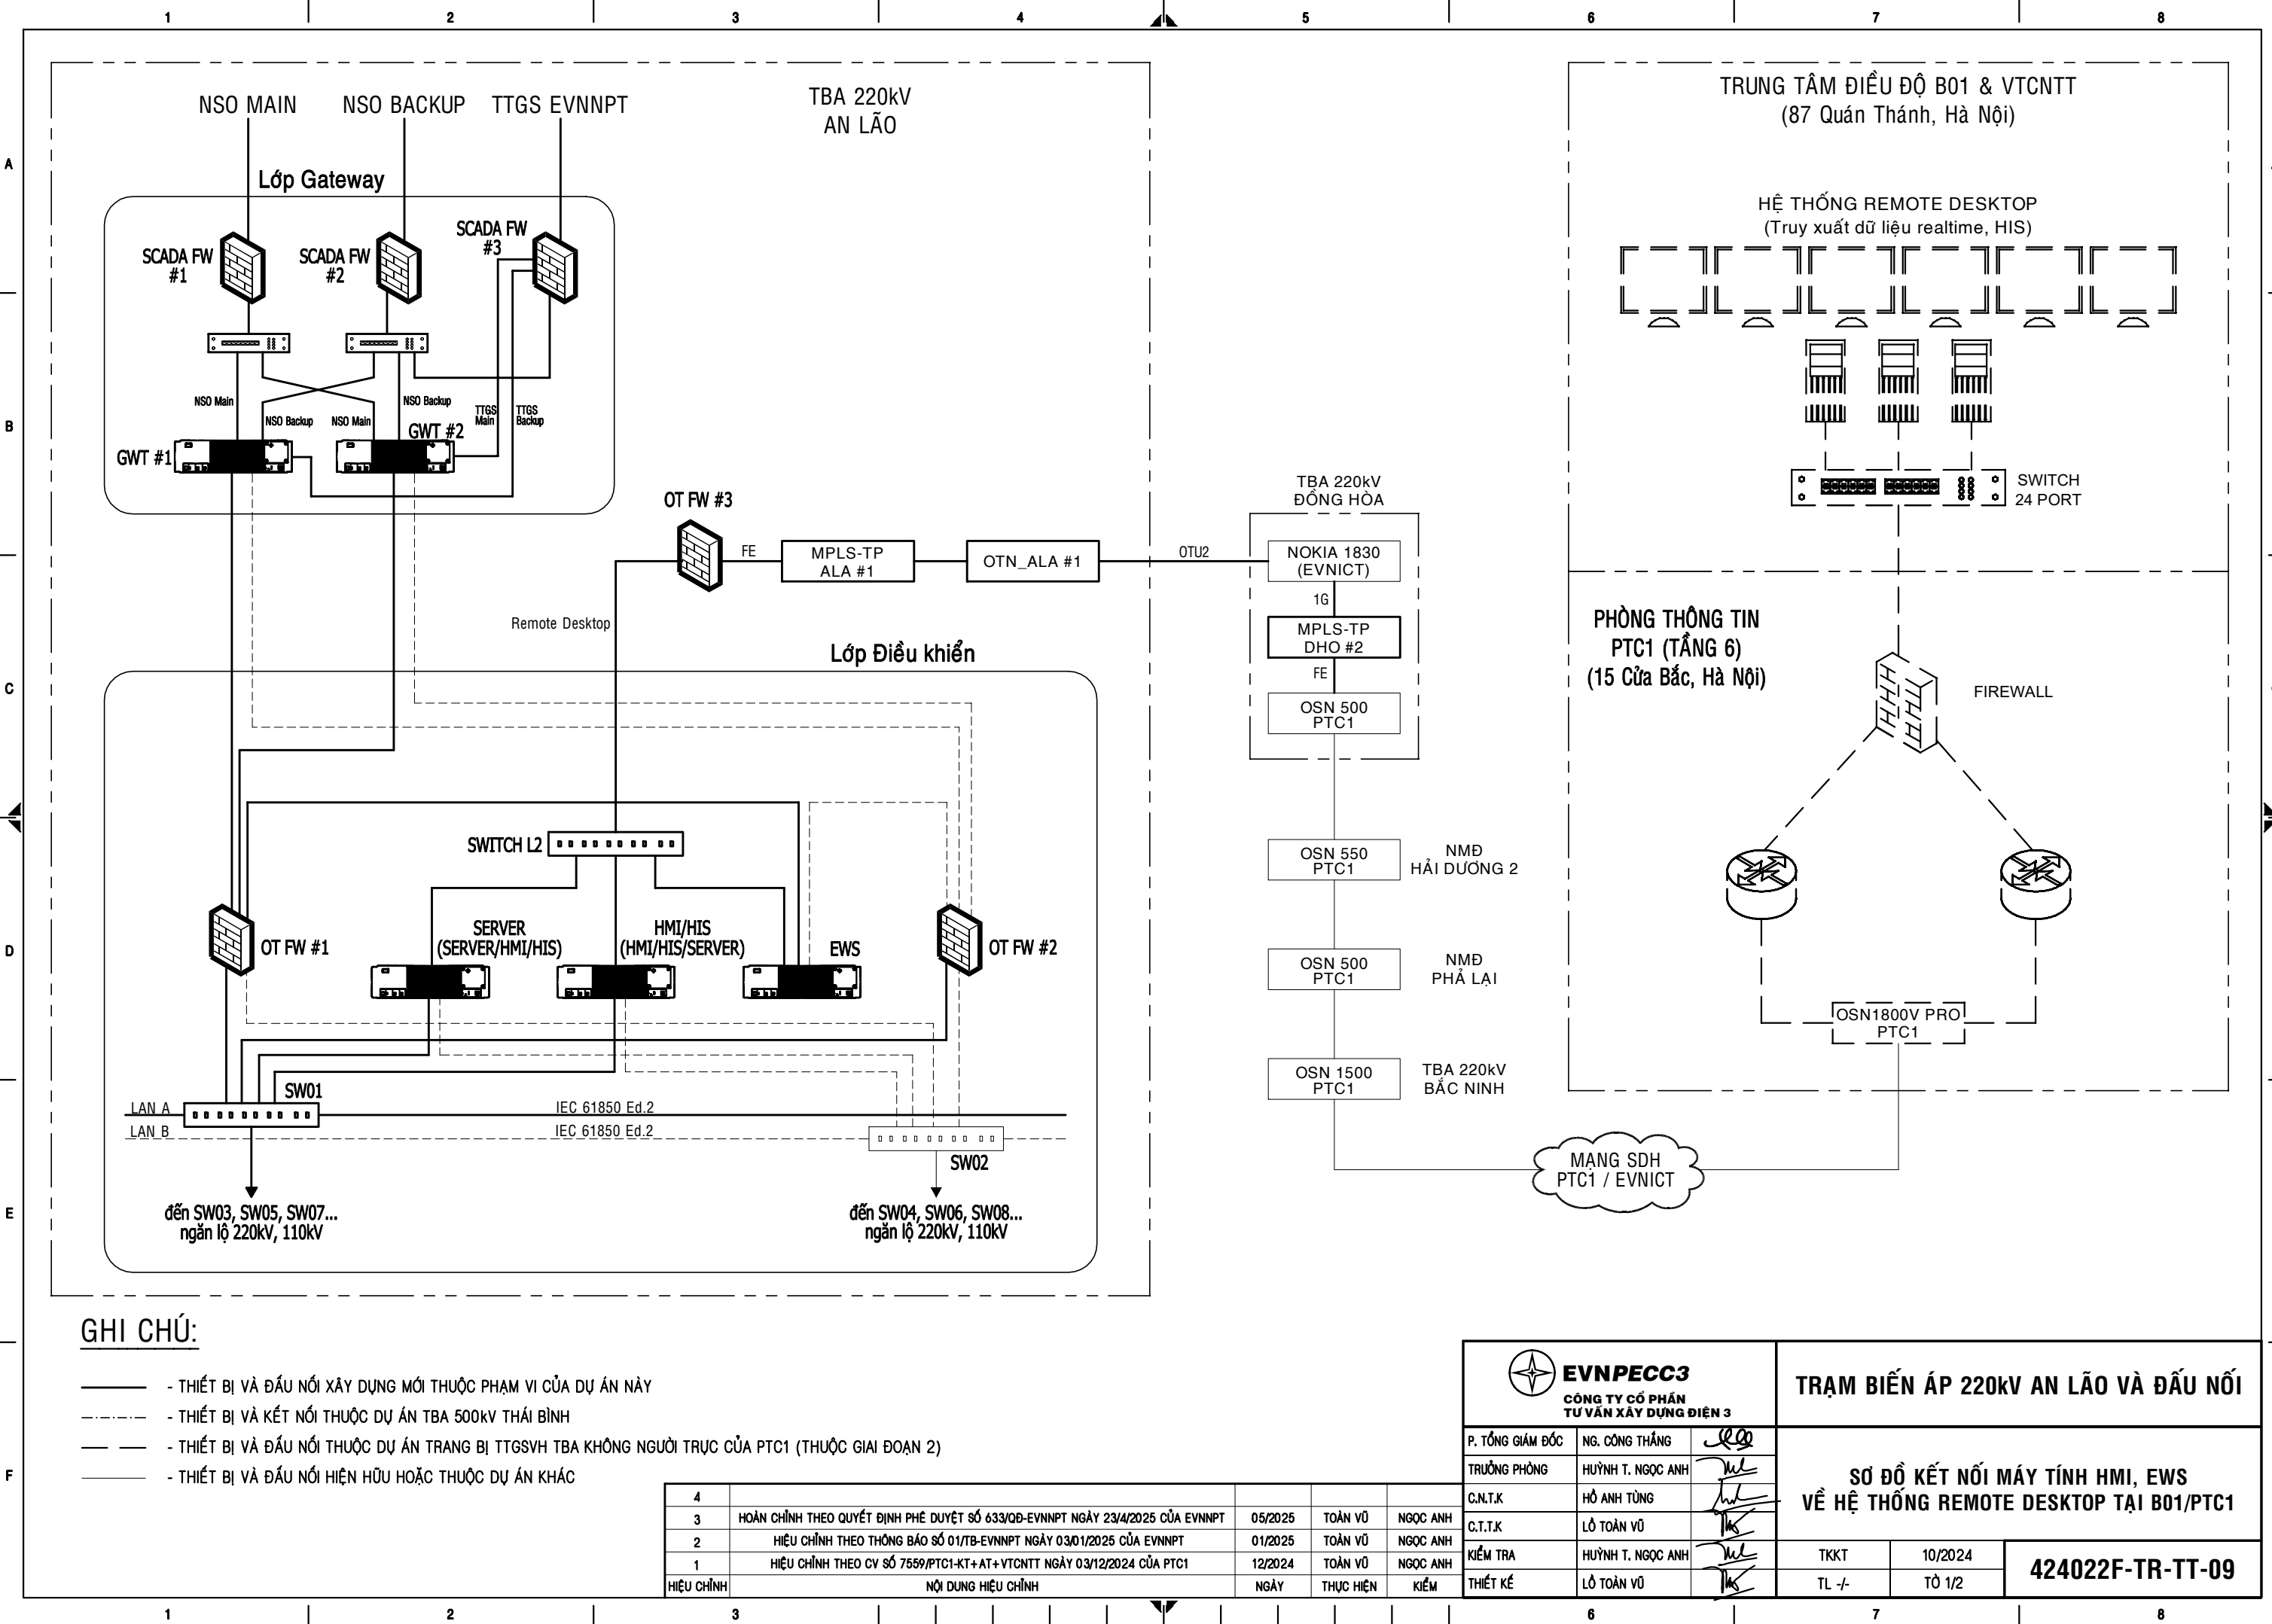 1 2 3 4 5 6 7 8
A
B
C
D
E
F
NSO MAIN
NSO BACKUP
TTGS EVNNPT
TBA 220kV
AN LÃO
Lớp Gateway
SCADA FW
#1
SCADA FW
#2
SCADA FW
#3
NSO Main
NSO Backup
NSO Main
NSO Backup
TTGS
Main
TTGS
Backup
GWT #1
GWT #2
OT FW #3
FE
MPLS-TP
ALA #1
OTN_ALA #1
OTU2
Remote Desktop
Lớp Điều khiển
SWITCH L2
OT FW #1
SERVER
(SERVER/HMI/HIS)
HMI/HIS
(HMI/HIS/SERVER)
EWS
OT FW #2
SW01
LAN A
IEC 61850 Ed.2
LAN B
IEC 61850 Ed.2
SW02
đến SW03, SW05, SW07...
ngăn lộ 220kV, 110kV
đến SW04, SW06, SW08...
ngăn lộ 220kV, 110kV
TBA 220kV
ĐỒNG HÒA
NOKIA 1830
(EVNICT)
1G
MPLS-TP
DHO #2
FE
OSN 500
PTC1
OSN 550
PTC1
NMĐ
HẢI DƯƠNG 2
OSN 500
PTC1
NMĐ
PHẢ LẠI
OSN 1500
PTC1
TBA 220kV
BẮC NINH
MẠNG SDH
PTC1 / EVNICT
TRUNG TÂM ĐIỀU ĐỘ B01 & VTCNTT
(87 Quán Thánh, Hà Nội)
HỆ THỐNG REMOTE DESKTOP
(Truy xuất dữ liệu realtime, HIS)
SWITCH
24 PORT
PHÒNG THÔNG TIN
PTC1 (TẦNG 6)
(15 Cửa Bắc, Hà Nội)
FIREWALL
OSN1800V PRO
PTC1
GHI CHÚ:
- THIẾT BỊ VÀ ĐẤU NỐI XÂY DỰNG MỚI THUỘC PHẠM VI CỦA DỰ ÁN NÀY
- THIẾT BỊ VÀ KẾT NỐI THUỘC DỰ ÁN TBA 500kV THÁI BÌNH
- THIẾT BỊ VÀ ĐẤU NỐI THUỘC DỰ ÁN TRANG BỊ TTGSVH TBA KHÔNG NGƯỜI TRỰC CỦA PTC1 (THUỘC GIAI ĐOẠN 2)
- THIẾT BỊ VÀ ĐẤU NỐI HIỆN HỮU HOẶC THUỘC DỰ ÁN KHÁC
4
3 HOÀN CHỈNH THEO QUYẾT ĐỊNH PHÊ DUYỆT SỐ 633/QĐ-EVNNPT NGÀY 23/4/2025 CỦA EVNNPT 05/2025 TOÀN VŨ NGỌC ANH
2 HIỆU CHỈNH THEO THÔNG BÁO SỐ 01/TB-EVNNPT NGÀY 03/01/2025 CỦA EVNNPT 01/2025 TOÀN VŨ NGỌC ANH
1 HIỆU CHỈNH THEO CV SỐ 7559/PTC1-KT+AT+VTCNTT NGÀY 03/12/2024 CỦA PTC1 12/2024 TOÀN VŨ NGỌC ANH
HIỆU CHỈNH NỘI DUNG HIỆU CHỈNH NGÀY THỰC HIỆN KIỂM
EVNPECC3
CÔNG TY CỔ PHẦN
TƯ VẤN XÂY DỰNG ĐIỆN 3
P. TỔNG GIÁM ĐỐC NG. CÔNG THẮNG
TRƯỞNG PHÒNG HUỲNH T. NGỌC ANH
C.N.T.K HỒ ANH TÙNG
C.T.T.K LỒ TOÀN VŨ
KIỂM TRA HUỲNH T. NGỌC ANH
THIẾT KẾ LỒ TOÀN VŨ
TRẠM BIẾN ÁP 220kV AN LÃO VÀ ĐẤU NỐI
SƠ ĐỒ KẾT NỐI MÁY TÍNH HMI, EWS
VỀ HỆ THỐNG REMOTE DESKTOP TẠI B01/PTC1
TKKT 10/2024
TL -/- TỜ 1/2
424022F-TR-TT-09
1 2 3 6 7 8